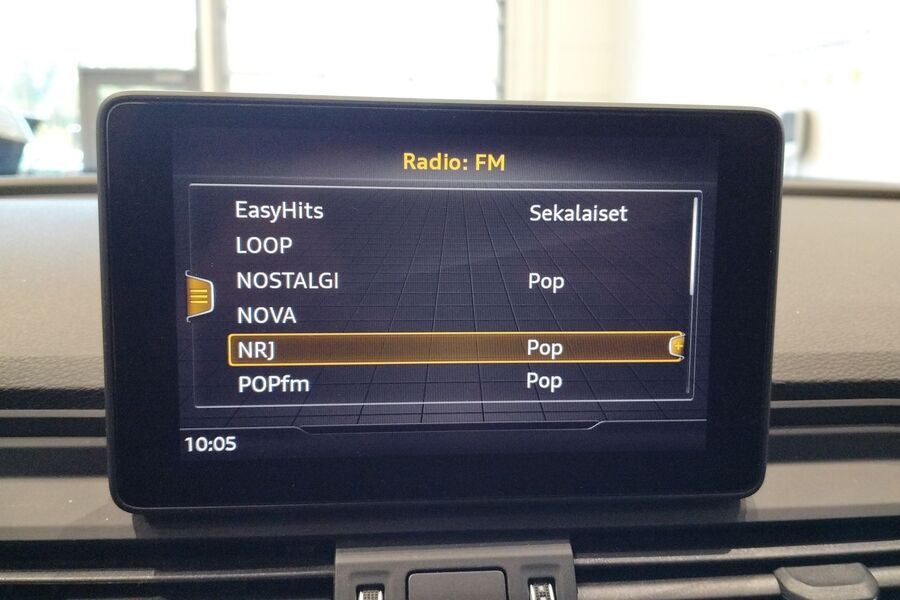 Radio: FM
EasyHits Sekalaiset
LOOP
NOSTALGI Pop
NOVA
NRJ Pop
POPfm Pop
10:05